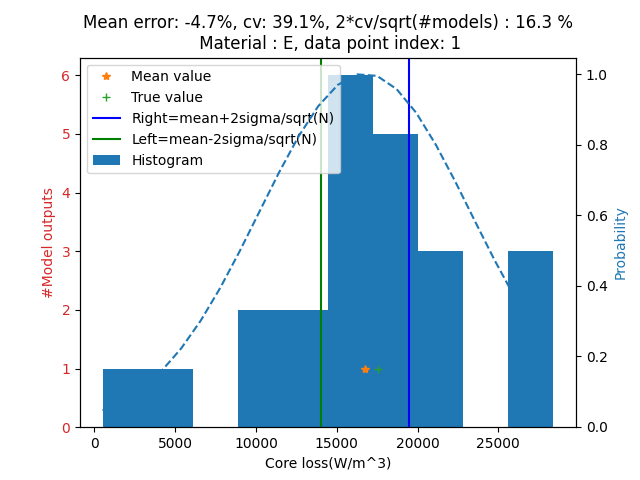 Mean error: -4.7%, cv: 39.1%, 2*cv/sqrt(#models) : 16.3 %
Material : E, data point index: 1
Mean value
True value
Right=mean+2sigma/sqrt(N)
Left=mean-2sigma/sqrt(N)
Histogram
#Model outputs
6
5
4
3
2
1
0
1.0
0.8
0.6
0.4
0.2
0.0
Probability
0
5000
10000
15000
20000
25000
Core loss(W/m^3)